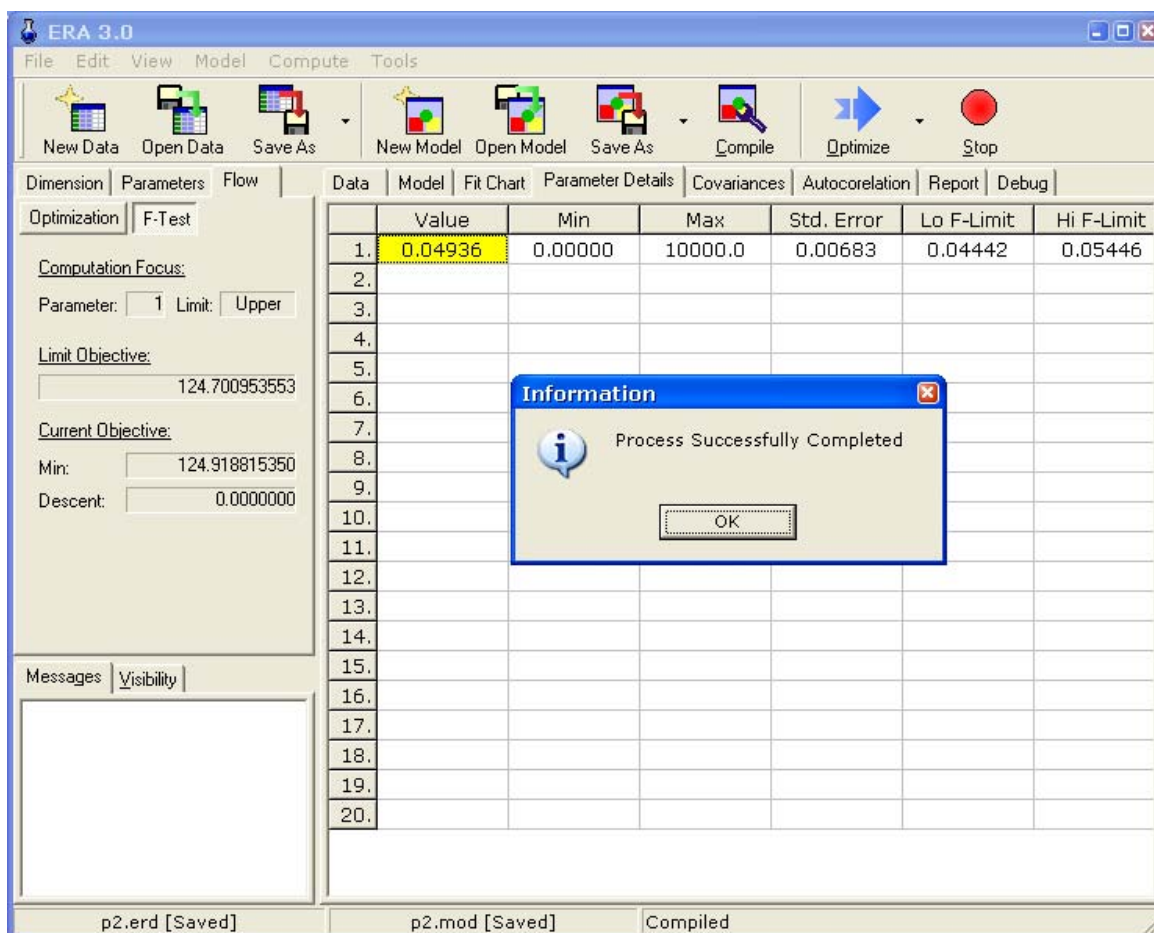 ERA 3.0
File Edit View Model Compute Tools
New Data Open Data Save As New Model Open Model Save As Compile Optimize Stop
Dimension Parameters Flow Data Model Fit Chart Parameter Details Covariances Autocorelation Report Debug
Optimization F-Test
Value Min Max Std. Error Lo F-Limit Hi F-Limit
1. 0.04936 0.00000 10000.0 0.00683 0.04442 0.05446
2.
3.
4.
5.
6.
7.
8.
9.
10.
11.
12.
13.
14.
15.
16.
17.
18.
19.
20.
Computation Focus:
Parameter: 1 Limit: Upper
Limit Objective:
124.700953553
Current Objective:
Min: 124.918815350
Descent: 0.0000000
Information
Process Successfully Completed
OK
Messages Visibility
p2.erd [Saved] p2.mod [Saved] Compiled